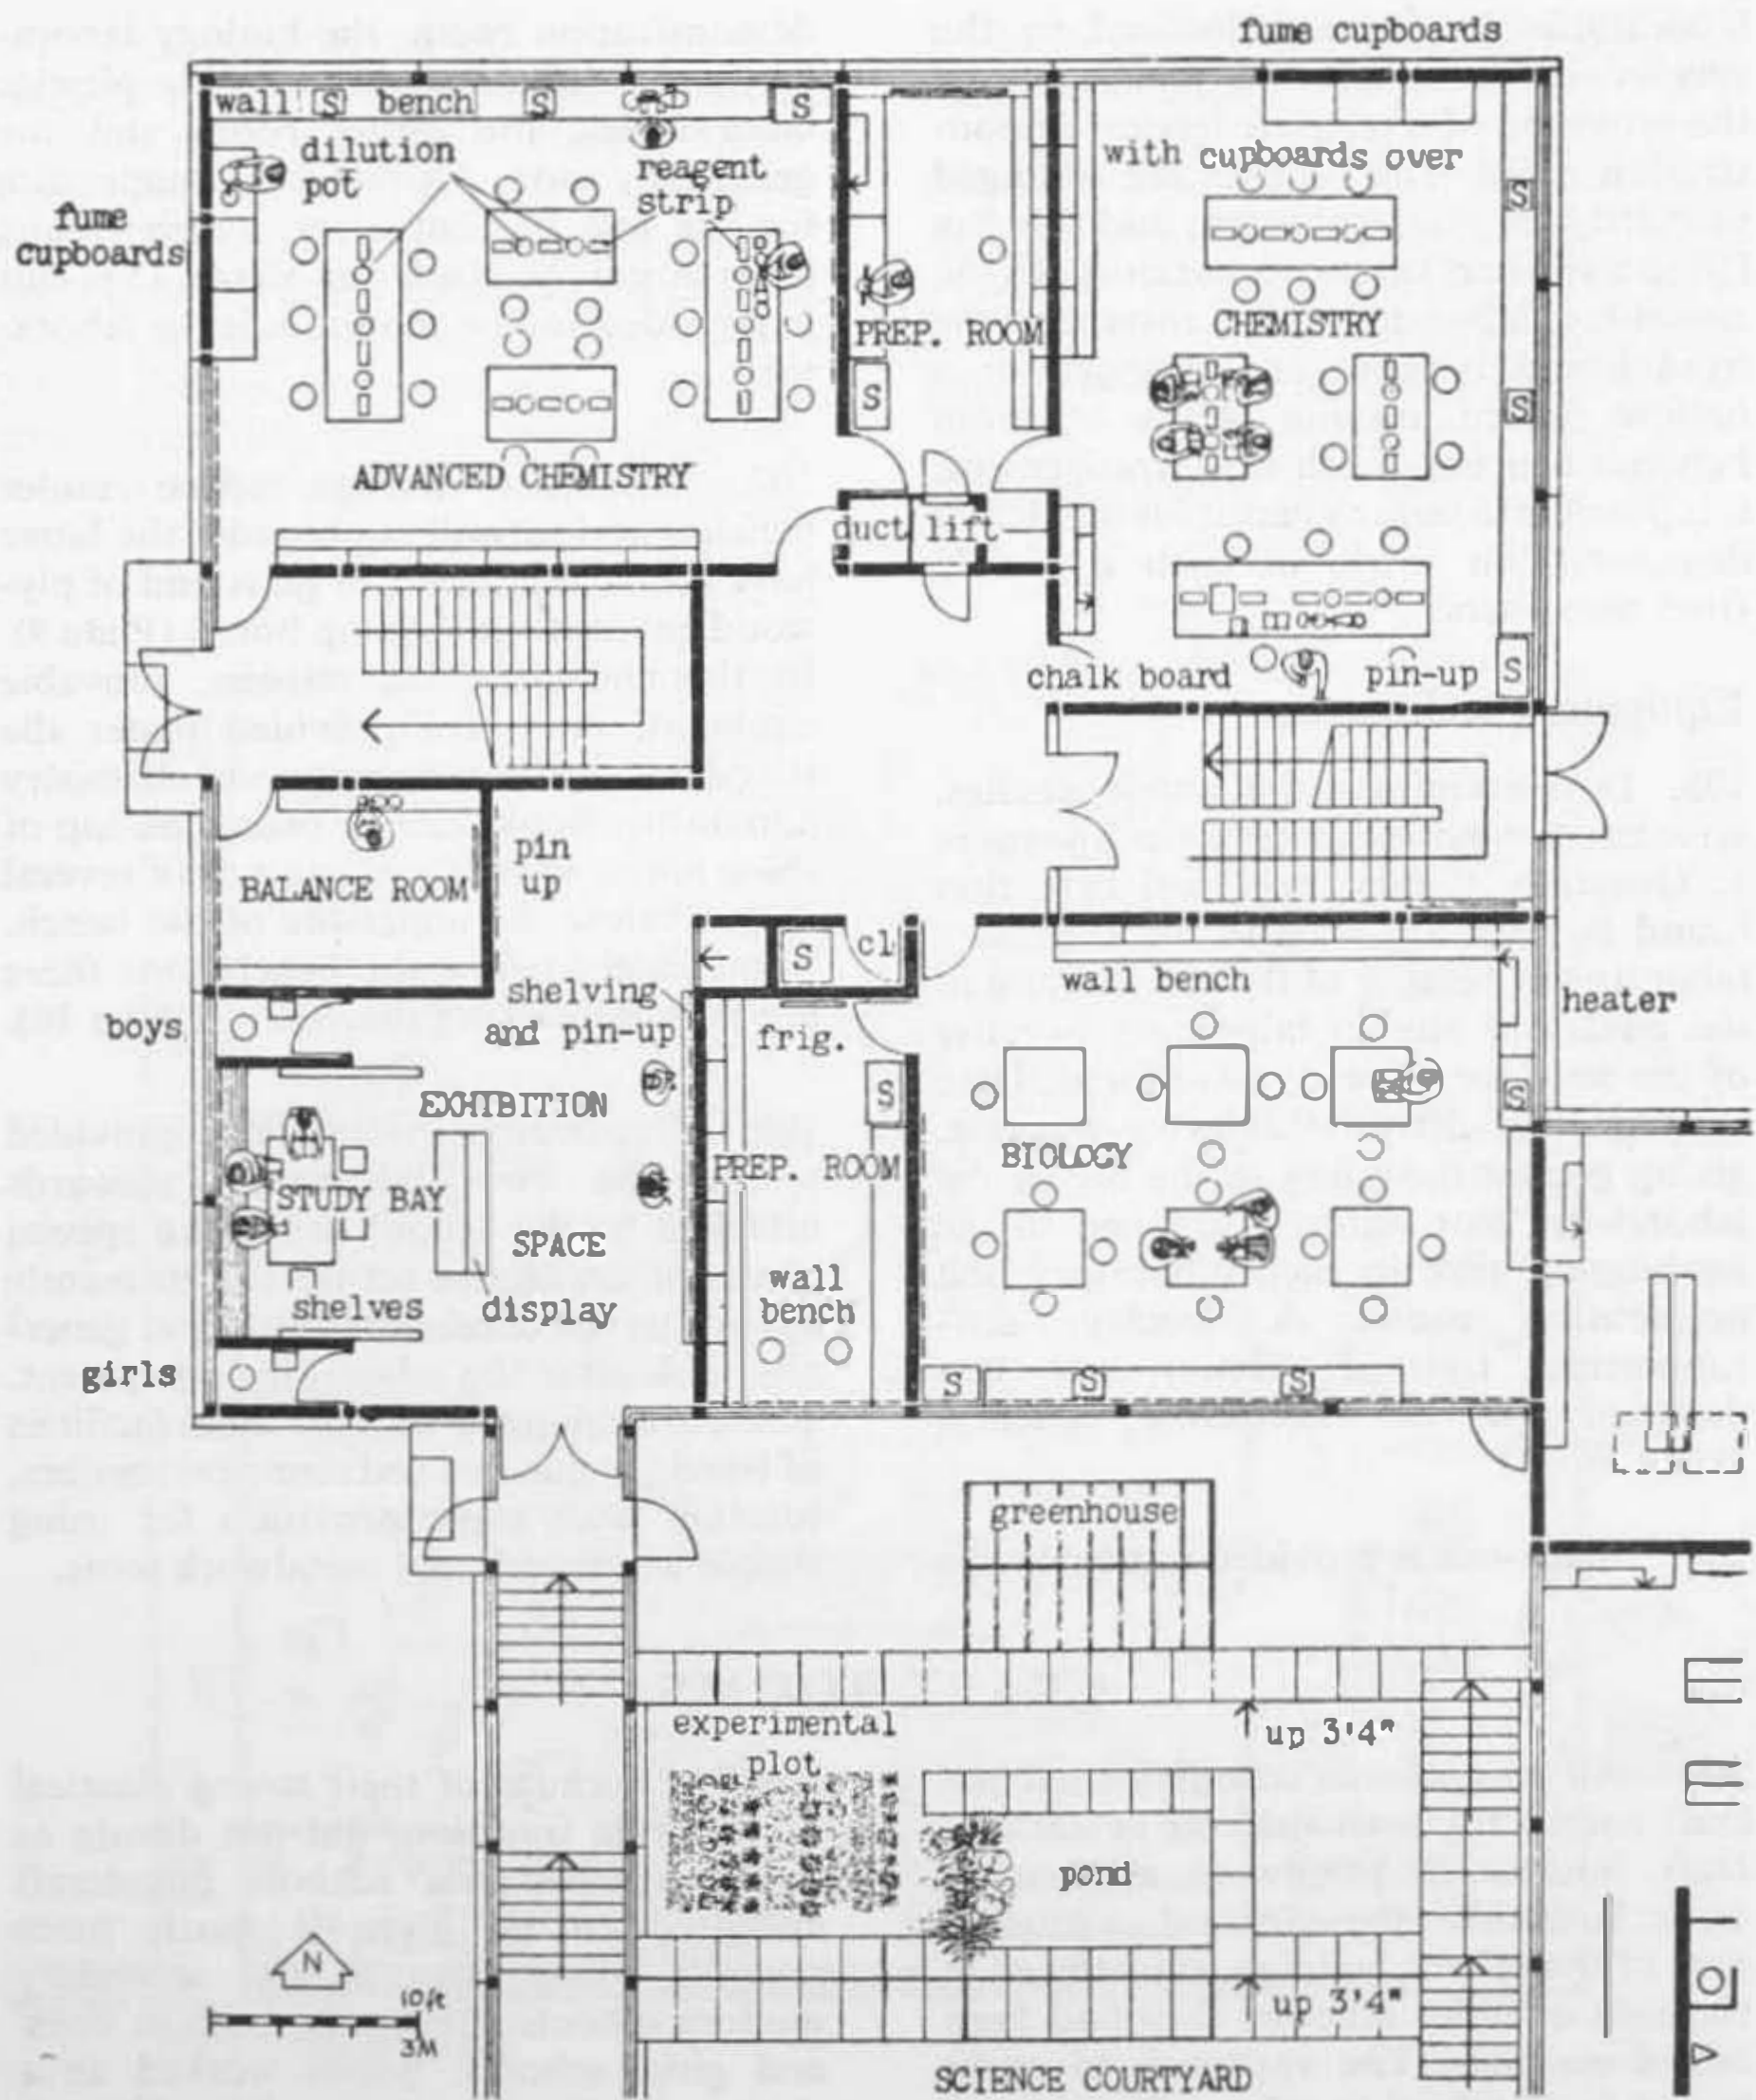 fume cupboards
wall S bench S S
dilution
pot
reagent
strip
with cupboards over
S
fume
cupboards
PREP. ROOM
CHEMISTRY
S
S
ADVANCED CHEMISTRY
duct lift
chalk board
pin-up
S
pin
up
BALANCE ROOM
S
cl
wall bench
shelving
and pin-up
boys
frig.
heater
S
S
EXHIBITION
BIOLOGY
PREP. ROOM
STUDY BAY
SPACE
wall
bench
shelves
display
girls
S
S
S
greenhouse
experimental
plot
up 3'4"
pond
N
10ft
3M
up 3'4"
SCIENCE COURTYARD